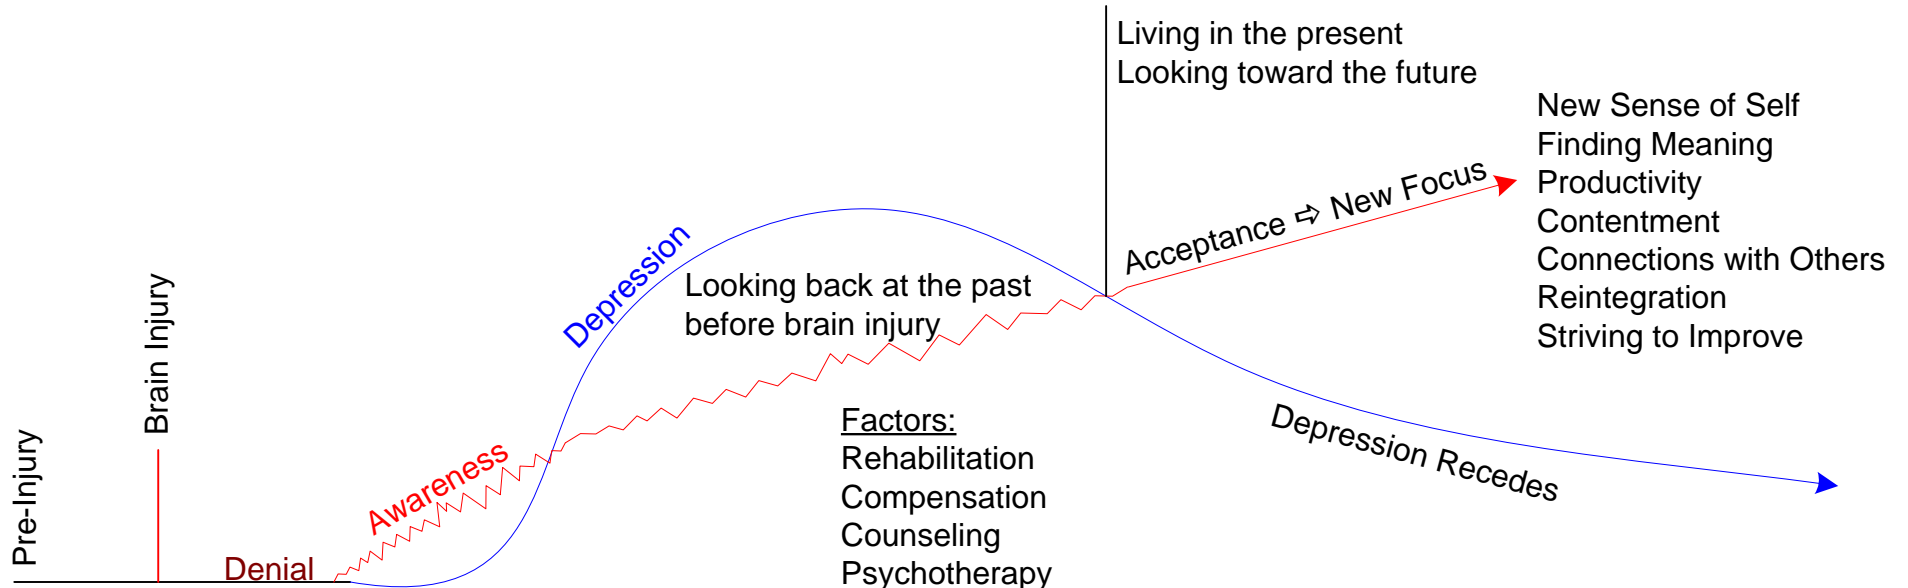 Pre-Injury
Brain Injury
Denial
Awareness
Depression
Looking back at the past
before brain injury
Factors:
Rehabilitation
Compensation
Counseling
Psychotherapy
Living in the present
Looking toward the future
Acceptance ⇨ New Focus
Depression Recedes
New Sense of Self
Finding Meaning
Productivity
Contentment
Connections with Others
Reintegration
Striving to Improve